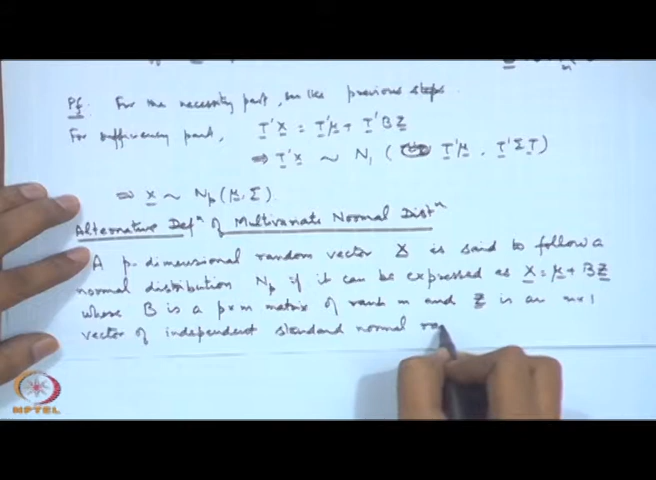 Pf. For the necessity part, see the previous steps.
For sufficiency part, T'X = T'μ + T'BZ
⇒ T'X ~ N₁ ( T'μ, T'ΣT)
⇒ X ~ Nₚ(μ, Σ).
Alternative Defⁿ of Multivariate Normal Distⁿ
A p-dimensional random vector X is said to follow a
normal distribution Nₚ if it can be expressed as X = μ + BZ
where B is a p×m matrix of rank m and Z is an m×1
vector of independent standard normal
NPTEL